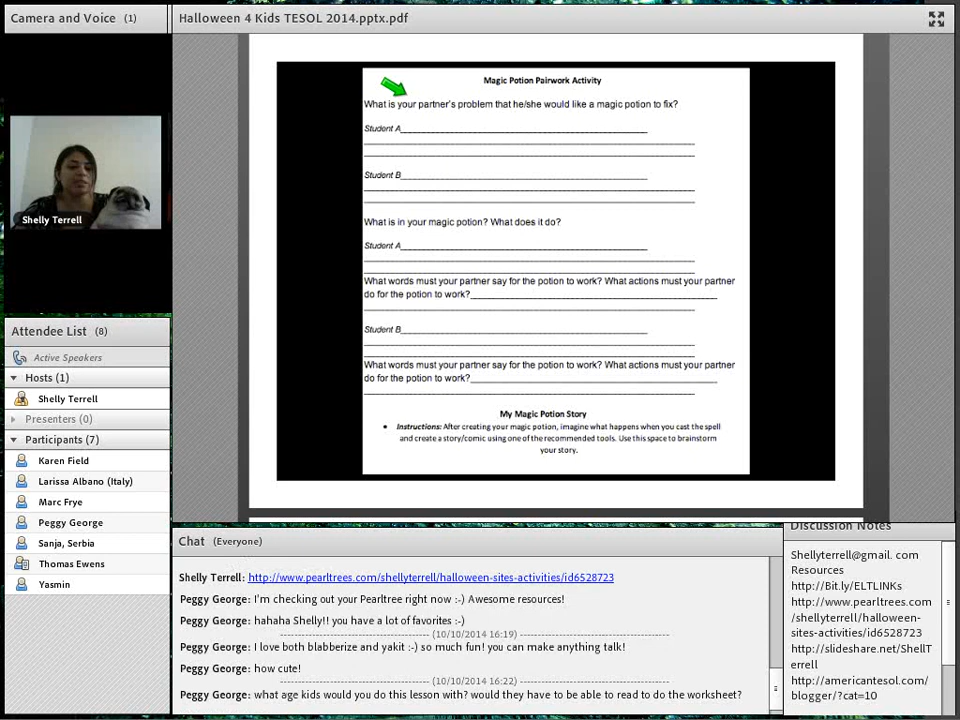 Camera and Voice (1)
Shelly Terrell
Attendee List (8)
Active Speakers
Hosts (1)
Shelly Terrell
Presenters (0)
Participants (7)
Karen Field
Larissa Albano (Italy)
Marc Frye
Peggy George
Sanja, Serbia
Thomas Ewens
Yasmin
Halloween 4 Kids TESOL 2014.pptx.pdf
Magic Potion Pairwork Activity
What is your partner's problem that he/she would like a magic potion to fix?
Student A
Student B
What is in your magic potion? What does it do?
Student A
What words must your partner say for the potion to work? What actions must your partner
do for the potion to work?
Student B
What words must your partner say for the potion to work? What actions must your partner
do for the potion to work?
My Magic Potion Story
• Instructions: After creating your magic potion, imagine what happens when you cast the spell
and create a story/comic using one of the recommended tools. Use this space to brainstorm
your story.
Chat (Everyone)
Shelly Terrell: http://www.pearltrees.com/shellyterrell/halloween-sites-activities/id6528723
Peggy George: I'm checking out your Pearltree right now :-) Awesome resources!
Peggy George: hahaha Shelly!! you have a lot of favorites :-)
(10/10/2014 16:19)
Peggy George: I love both blabberize and yakit :-) so much fun! you can make anything talk!
Peggy George: how cute!
(10/10/2014 16:22)
Peggy George: what age kids would you do this lesson with? would they have to be able to read to do the worksheet?
Discussion Notes
Shellyterrell@gmail. com
Resources
http://Bit.ly/ELTLINKs
http://www.pearltrees.com
/shellyterrell/halloween-
sites-activities/id6528723
http://slideshare.net/ShellT
errell
http://americantesol.com/
blogger/?cat=10